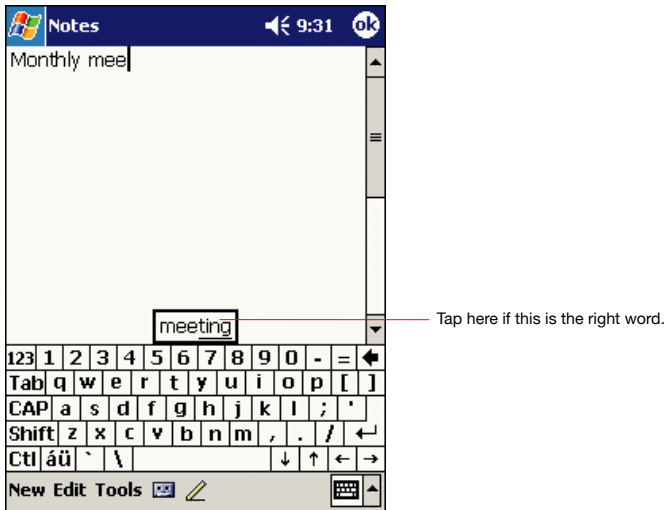 Notes 9:31 ok
Monthly mee
meeting
Tap here if this is the right word.
123 1 2 3 4 5 6 7 8 9 0 - = ←
Tab q w e r t y u i o p [ ]
CAP a s d f g h j k l ; '
Shift z x c v b n m , . / ↵
Ctl áü ` \ ↓ ↑ ← →
New Edit Tools